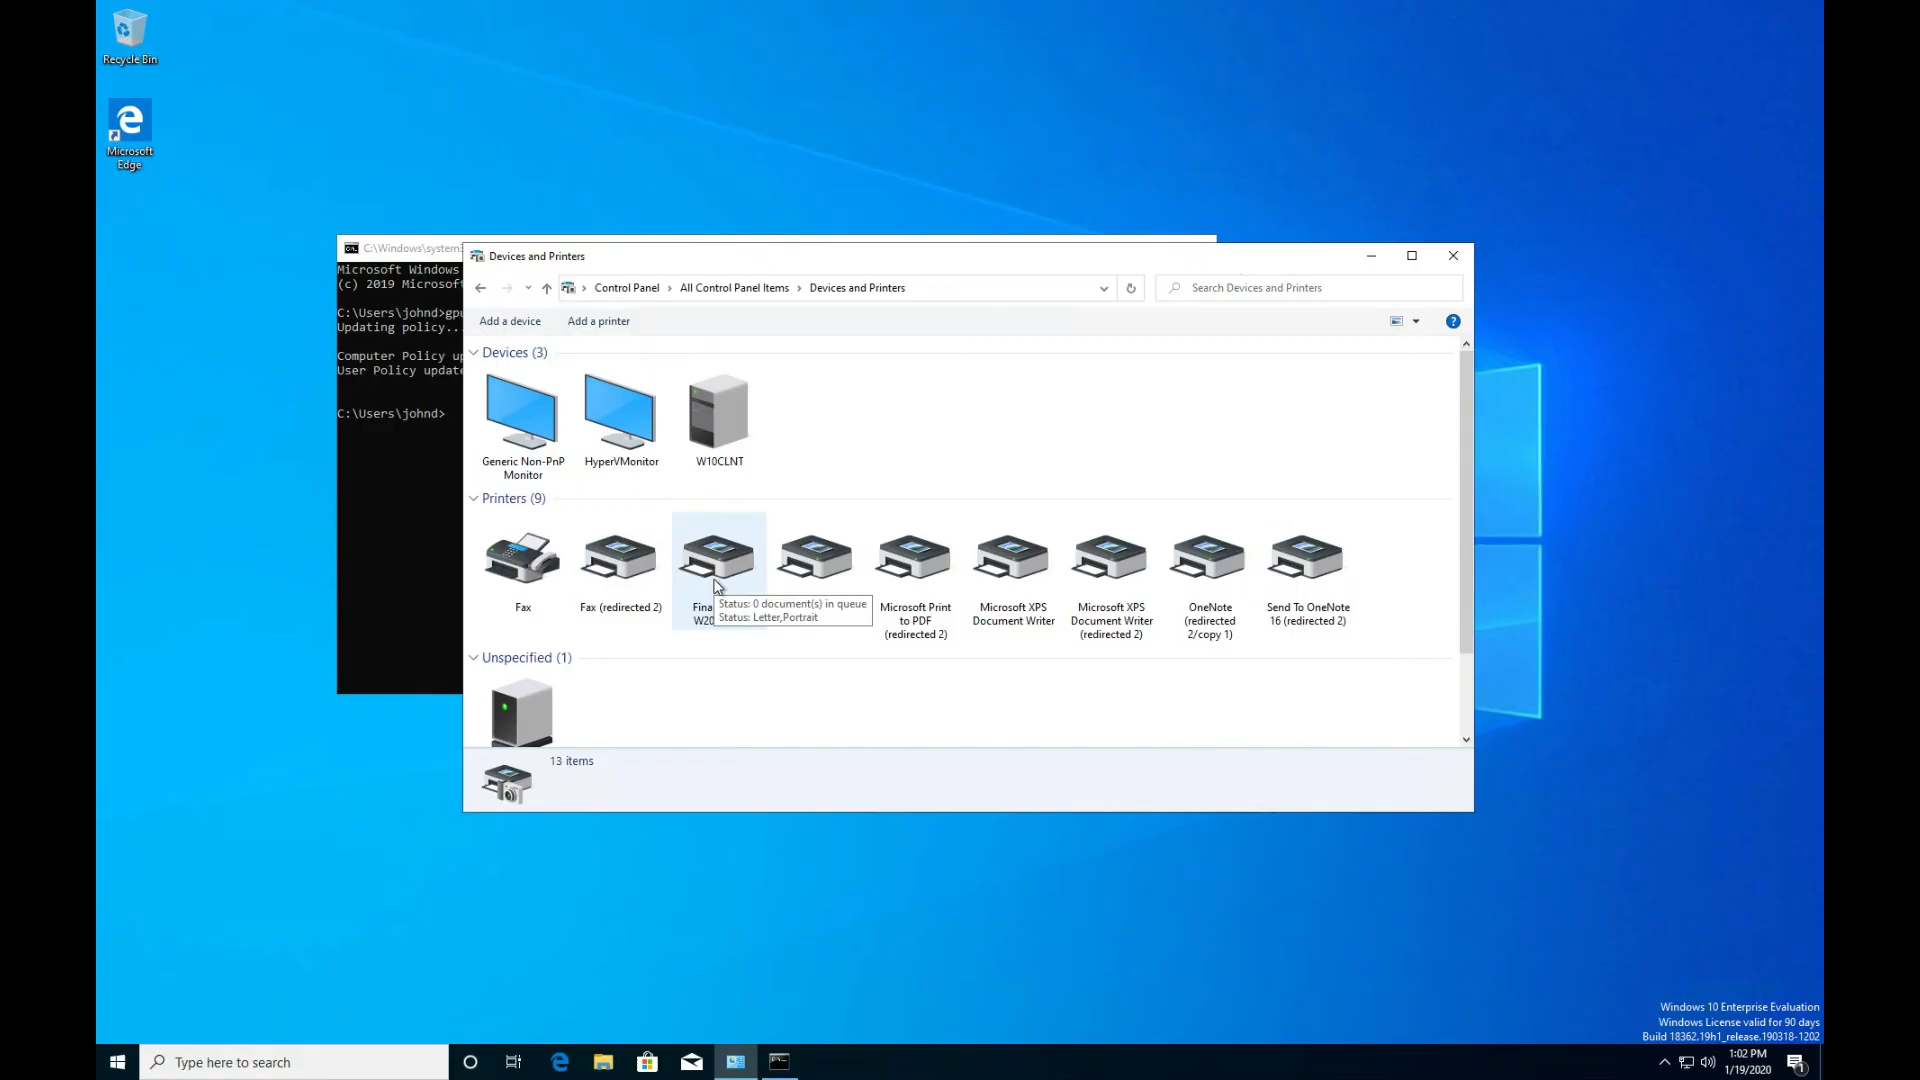 Recycle Bin
Microsoft
Edge
C:\Windows\system3
Microsoft Windows
(c) 2019 Microsoft
C:\Users\johnd>gpu
Updating policy...
Computer Policy up
User Policy update
C:\Users\johnd>
Devices and Printers
Control Panel > All Control Panel Items > Devices and Printers
Search Devices and Printers
Add a device
Add a printer
Devices (3)
Generic Non-PnP
Monitor
HyperVMonitor
W10CLNT
Printers (9)
Fax
Fax (redirected 2)
Fina
W20
Status: 0 document(s) in queue
Status: Letter,Portrait
Microsoft Print
to PDF
(redirected 2)
Microsoft XPS
Document Writer
Microsoft XPS
Document Writer
(redirected 2)
OneNote
(redirected
2/copy 1)
Send To OneNote
16 (redirected 2)
Unspecified (1)
13 items
Windows 10 Enterprise Evaluation
Windows License valid for 90 days
Build 18362.19h1_release.190318-1202
Type here to search
1:02 PM
1/19/2020
1